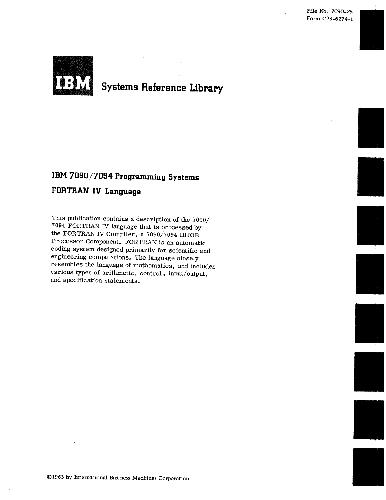 File No. 7090-25
Form C28-6274-1
IBM
Systems Reference Library
IBM 7090/7094 Programming Systems
FORTRAN IV Language
This publication contains a description of the 7090/
7094 FORTRAN IV language that is processed by
the FORTRAN IV Compiler, a 7090/7094 IBJOB
Processor Component. FORTRAN is an automatic
coding system designed primarily for scientific and
engineering computations. The language closely
resembles the language of mathematics, and includes
various types of arithmetic, control, input/output,
and specification statements.
©1963 by International Business Machines Corporation